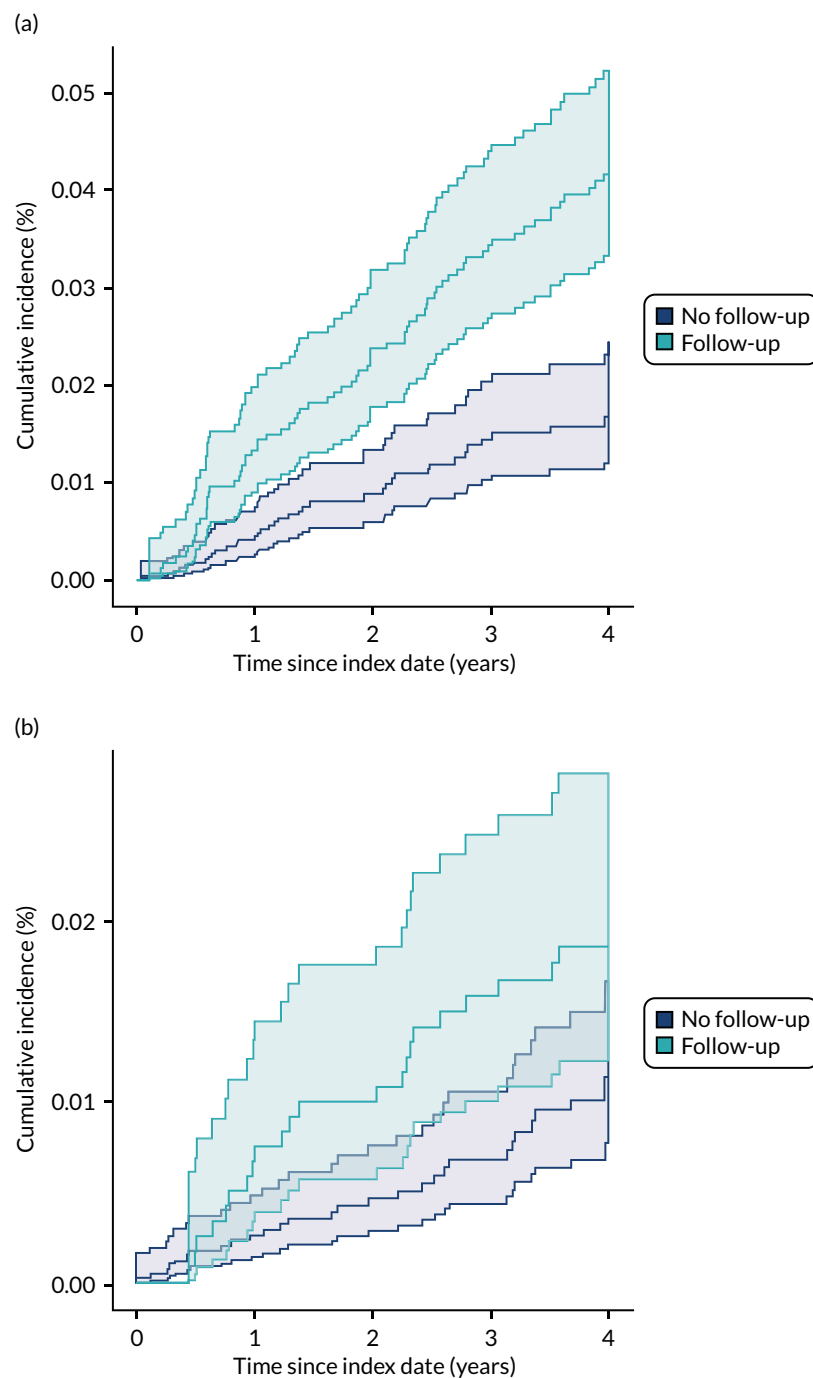 (a)
Cumulative incidence (%)
0.05
0.04
0.03
0.02
0.01
0.00
0 1 2 3 4
Time since index date (years)
No follow-up
Follow-up
(b)
Cumulative incidence (%)
0.02
0.01
0.00
0 1 2 3 4
Time since index date (years)
No follow-up
Follow-up